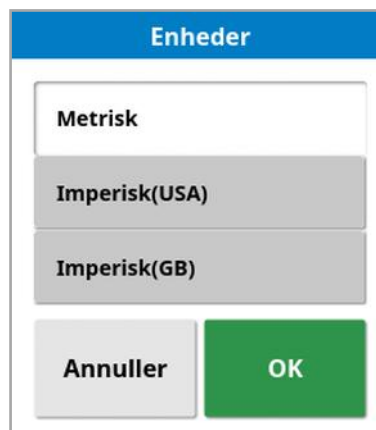 Enheder
Metrisk
Imperisk(USA)
Imperisk(GB)
Annuller
OK